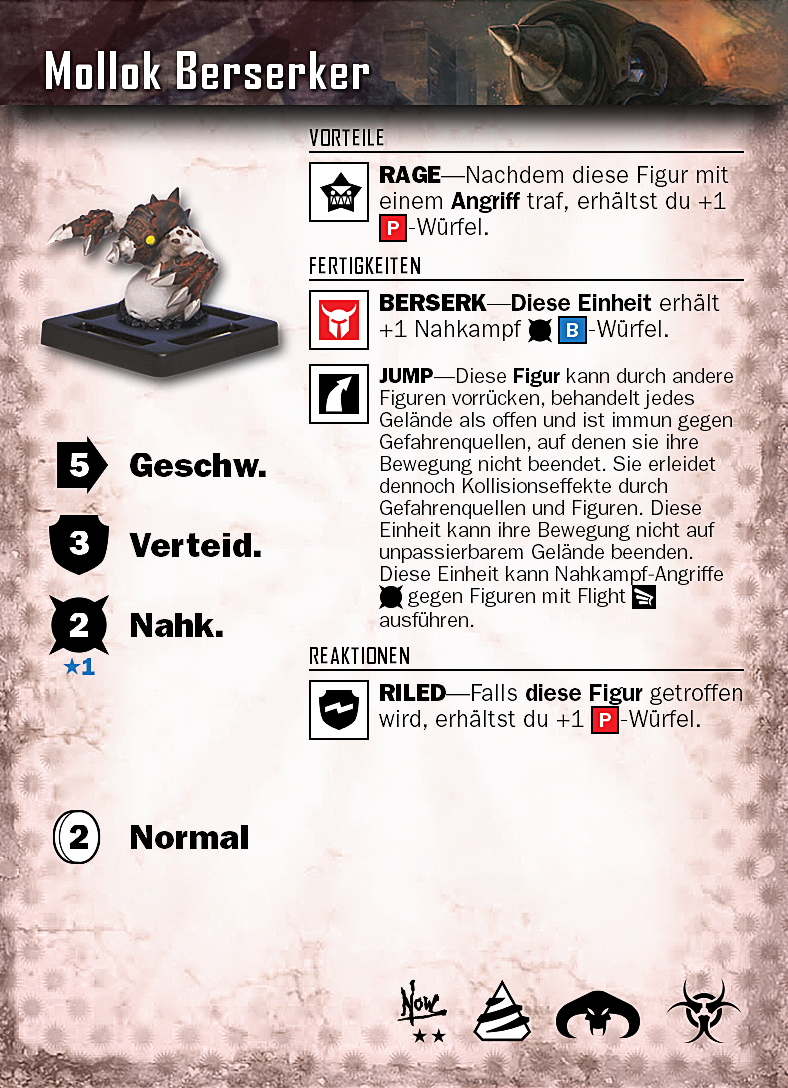 Mollok Berserker
VORTEILE
RAGE—Nachdem diese Figur mit
einem Angriff traf, erhältst du +1
P-Würfel.
FERTIGKEITEN
BERSERK—Diese Einheit erhält
+1 Nahkampf B-Würfel.
JUMP—Diese Figur kann durch andere
Figuren vorrücken, behandelt jedes
Gelände als offen und ist immun gegen
Gefahrenquellen, auf denen sie ihre
Bewegung nicht beendet. Sie erleidet
dennoch Kollisionseffekte durch
Gefahrenquellen und Figuren. Diese
Einheit kann ihre Bewegung nicht auf
unpassierbarem Gelände beenden.
Diese Einheit kann Nahkampf-Angriffe
gegen Figuren mit Flight
ausführen.
REAKTIONEN
RILED—Falls diese Figur getroffen
wird, erhältst du +1 P-Würfel.
5 Geschw.
3 Verteid.
2 Nahk.
★1
2 Normal
Now
★★